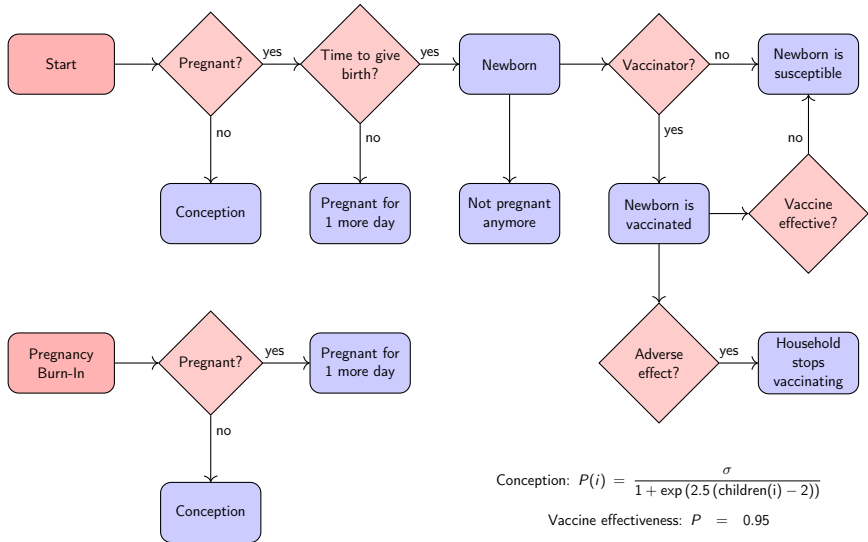 Start
Pregnant?
yes
Time to give
birth?
yes
Newborn
Vaccinator?
no
Newborn is
susceptible
no
no
yes
no
Conception
Pregnant for
1 more day
Not pregnant
anymore
Newborn is
vaccinated
Vaccine
effective?
Pregnancy
Burn-In
Pregnant?
yes
Pregnant for
1 more day
Adverse
effect?
yes
Household
stops
vaccinating
no
Conception
Conception: P(i) = σ / 1 + exp (2.5 (children(i) − 2))
Vaccine effectiveness: P = 0.95